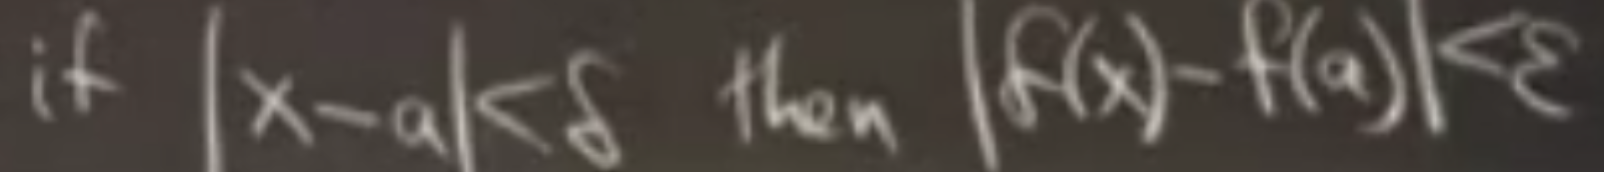 if |x-a|<δ then |f(x)-f(a)|<ε